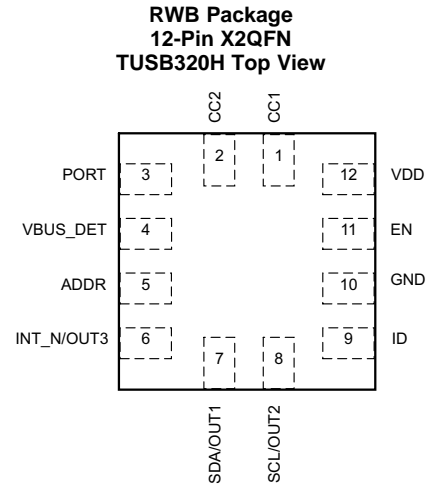 RWB Package
12-Pin X2QFN
TUSB320H Top View
CC2
CC1
2
1
PORT
3
12
VDD
VBUS_DET
4
11
EN
ADDR
5
10
GND
INT_N/OUT3
6
9
ID
7
8
SDA/OUT1
SCL/OUT2